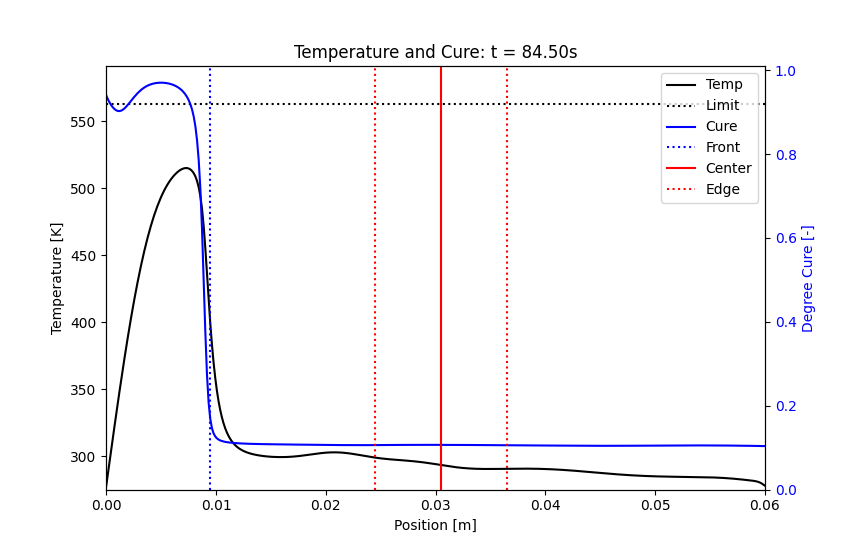 Temperature and Cure: t = 84.50s
Temp
Limit
Cure
Front
Center
Edge
Temperature [K]
550
500
450
400
350
300
1.0
0.8
0.6
0.4
0.2
0.0
Degree Cure [-]
0.00
0.01
0.02
0.03
0.04
0.05
0.06
Position [m]